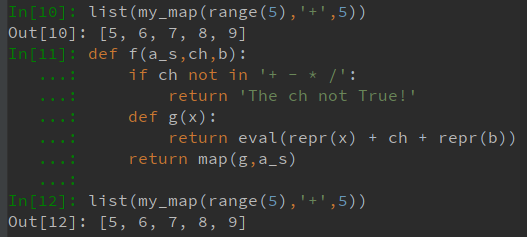 In[10]: list(my_map(range(5),'+',5))
Out[10]: [5, 6, 7, 8, 9]
In[11]: def f(a_s,ch,b):
   ...:     if ch not in '+ - * /':
   ...:         return 'The ch not True!'
   ...:     def g(x):
   ...:         return eval(repr(x) + ch + repr(b))
   ...:     return map(g,a_s)
   ...:
In[12]: list(my_map(range(5),'+',5))
Out[12]: [5, 6, 7, 8, 9]